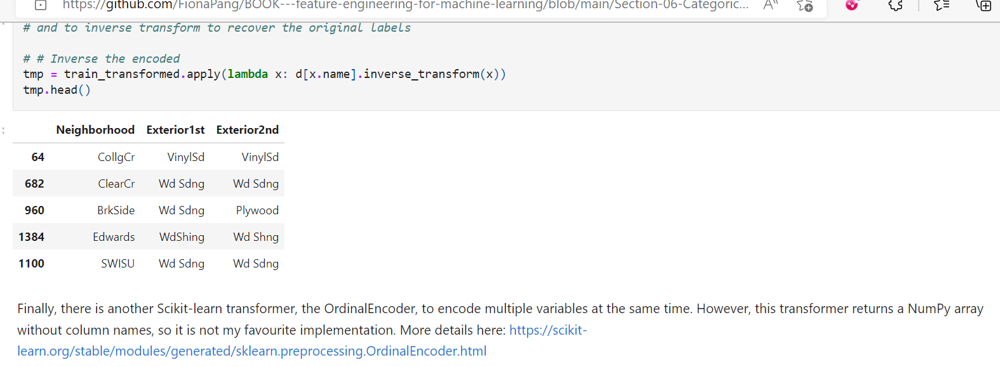 https://github.com/FionaPang/BOOK---feature-engineering-for-machine-learning/blob/main/Section-06-Categoric...
# and to inverse transform to recover the original labels
# # Inverse the encoded
tmp = train_transformed.apply(lambda x: d[x.name].inverse_transform(x))
tmp.head()
Neighborhood Exterior1st Exterior2nd
64 CollgCr VinylSd VinylSd
682 ClearCr Wd Sdng Wd Sdng
960 BrkSide Wd Sdng Plywood
1384 Edwards WdShing Wd Shng
1100 SWISU Wd Sdng Wd Sdng
Finally, there is another Scikit-learn transformer, the OrdinalEncoder, to encode multiple variables at the same time. However, this transformer returns a NumPy array
without column names, so it is not my favourite implementation. More details here: https://scikit-
learn.org/stable/modules/generated/sklearn.preprocessing.OrdinalEncoder.html